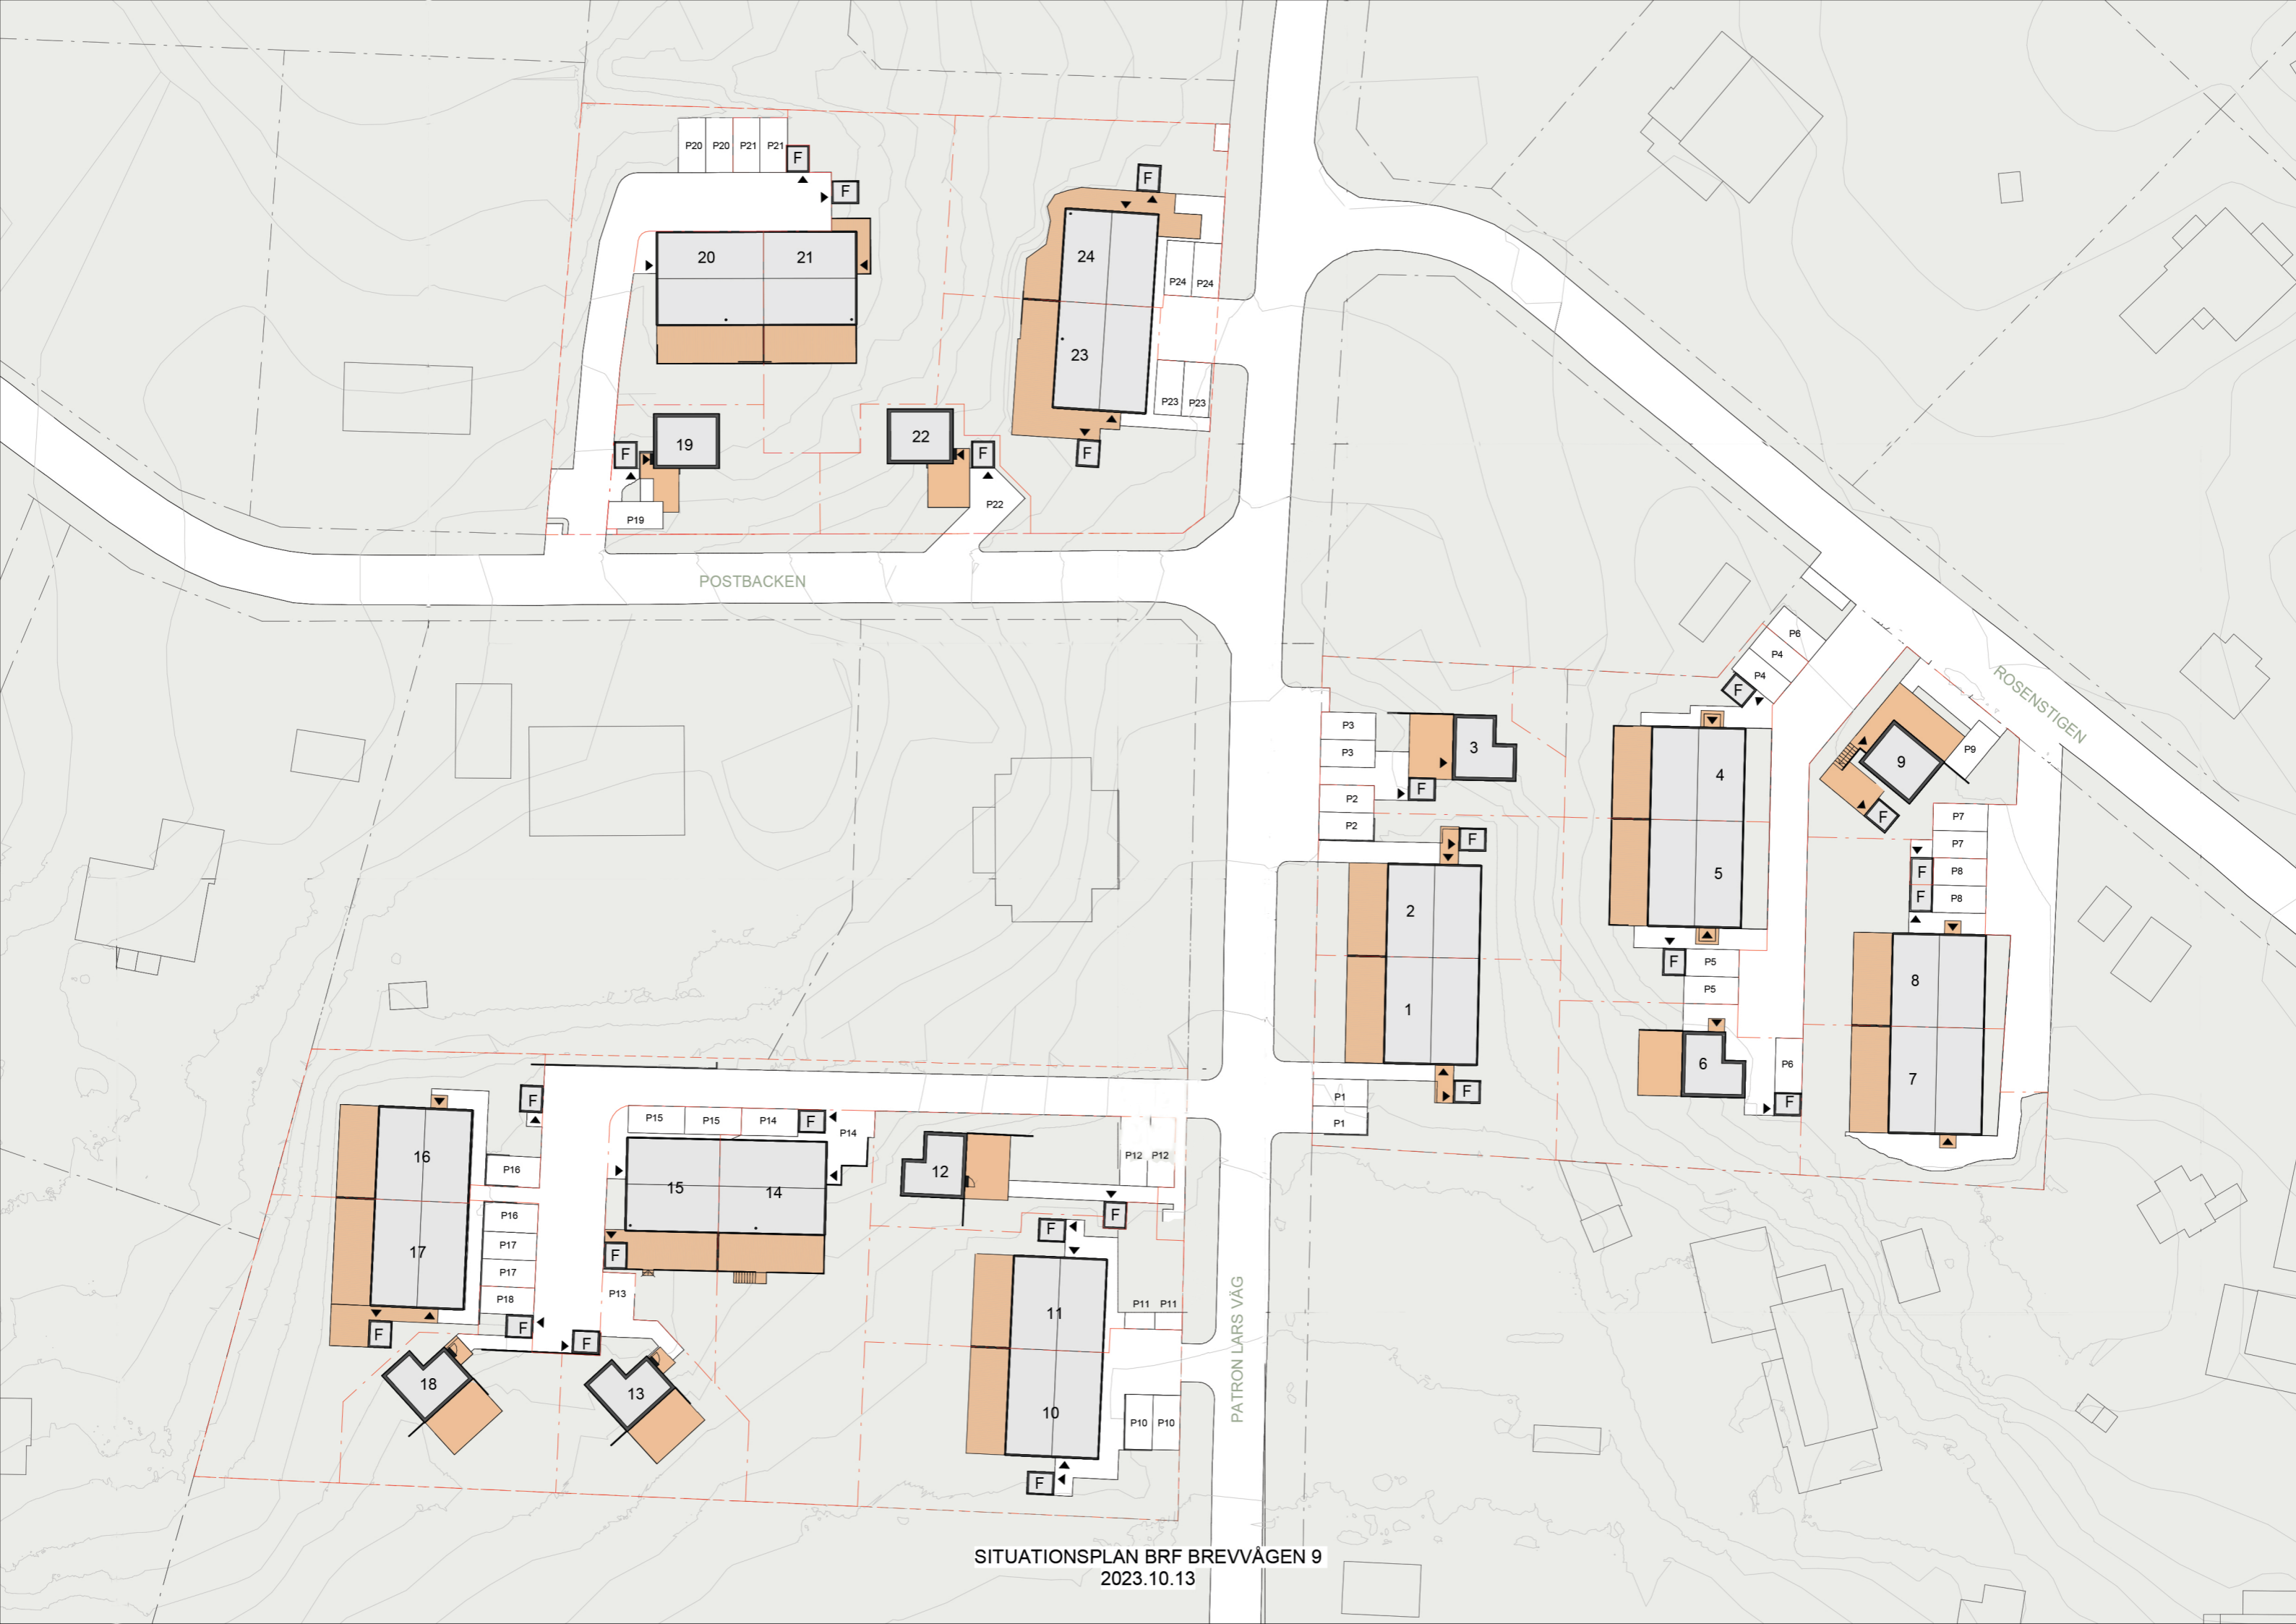 P20 P20 P21 P21 F
F
F
20 21
24
P24 P24
23
P23 P23
F
19
F
P19
22
F
P22
POSTBACKEN
ROSENSTIGEN
P6
P4
P4
F
P3
P3
3
F
P2
P2
F
2
1
F
P1
P1
4
5
F
P5
P5
6
P6
F
9
P9
F
P7
P7
F P8
F P8
8
7
F
P15 P15 P14 F P14
16
P16
15 14
12
P12 P12
F
P16
17
P17
P17
P18
F
F
F
F
P13
F
11
P11 P11
18
13
10
P10 P10
F
PATRON LARS VÄG
SITUATIONSPLAN BRF BREVVÅGEN 9
2023.10.13